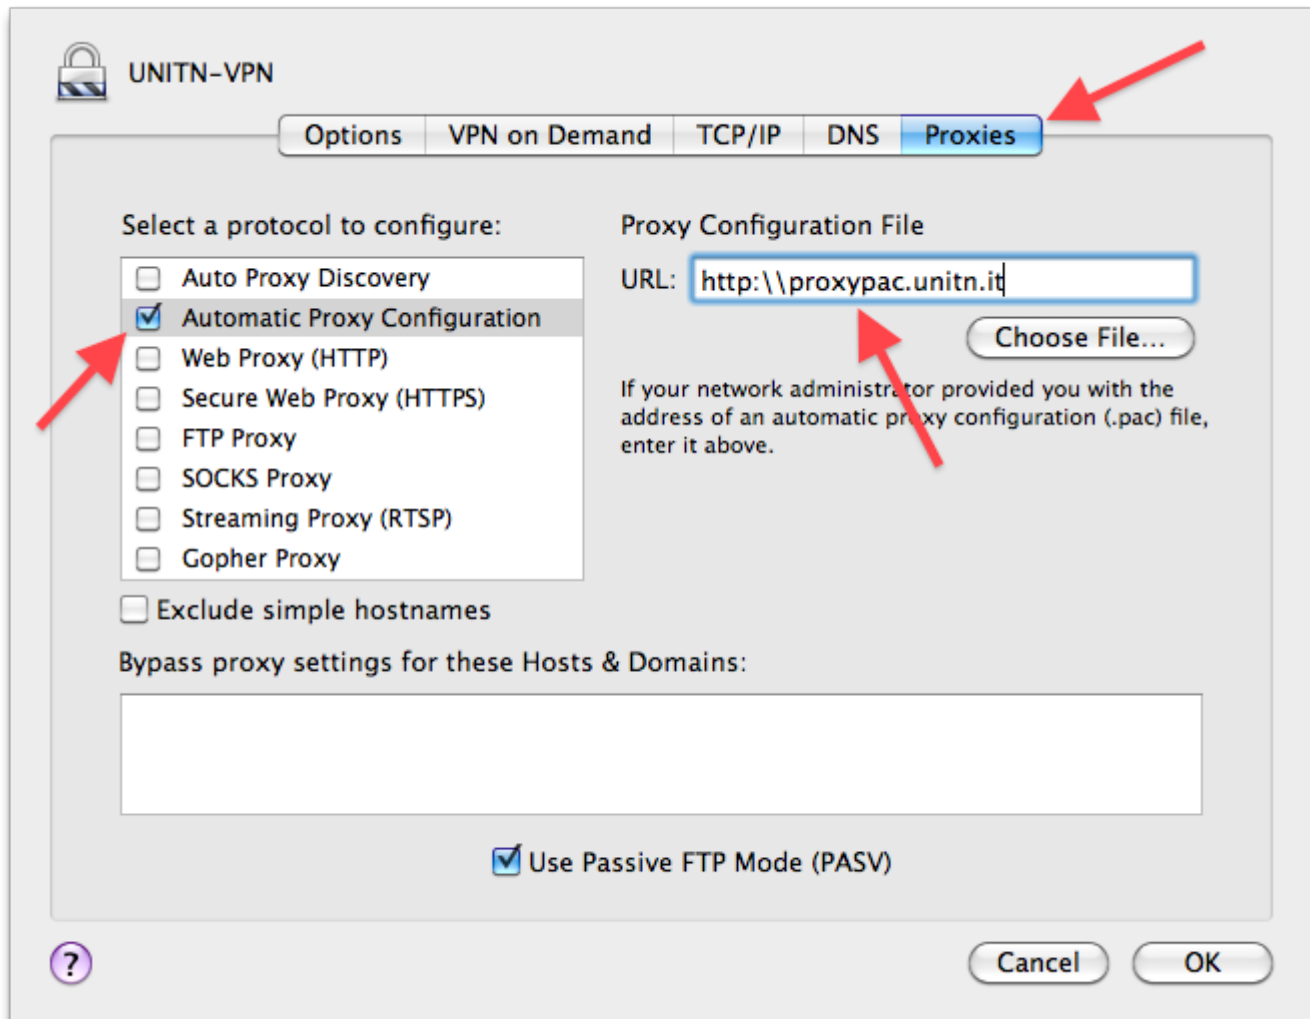 UNITN-VPN
Options VPN on Demand TCP/IP DNS Proxies
Select a protocol to configure:
Auto Proxy Discovery
Automatic Proxy Configuration
Web Proxy (HTTP)
Secure Web Proxy (HTTPS)
FTP Proxy
SOCKS Proxy
Streaming Proxy (RTSP)
Gopher Proxy
Exclude simple hostnames
Proxy Configuration File
URL: http:\\proxypac.unitn.it
Choose File...
If your network administrator provided you with the
address of an automatic proxy configuration (.pac) file,
enter it above.
Bypass proxy settings for these Hosts & Domains:
Use Passive FTP Mode (PASV)
? Cancel OK